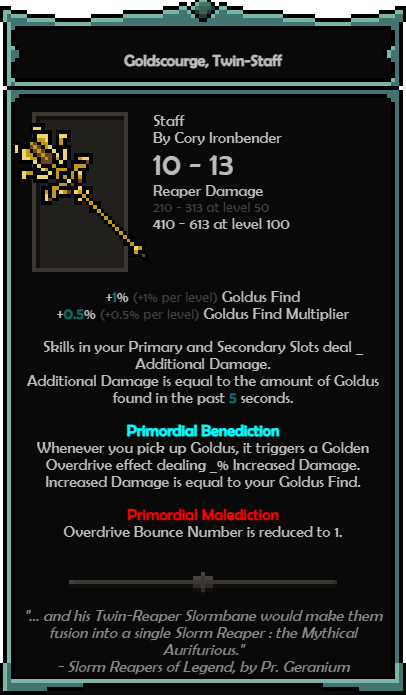 Goldscourge, Twin-Staff
Staff
By Cory Ironbender
10 - 13
Reaper Damage
210 - 313 at level 50
410 - 613 at level 100
+1% (+1% per level) Goldus Find
+0.5% (+0.5% per level) Goldus Find Multiplier
Skills in your Primary and Secondary Slots deal _
Additional Damage.
Additional Damage is equal to the amount of Goldus
found in the past 5 seconds.
Primordial Benediction
Whenever you pick up Goldus, it triggers a Golden
Overdrive effect dealing _% Increased Damage.
Increased Damage is equal to your Goldus Find.
Primordial Malediction
Overdrive Bounce Number is reduced to 1.
"... and his Twin-Reaper Slormbane would make them
fusion into a single Slorm Reaper : the Mythical
Aurifurious."
- Slorm Reapers of Legend, by Pr. Geranium